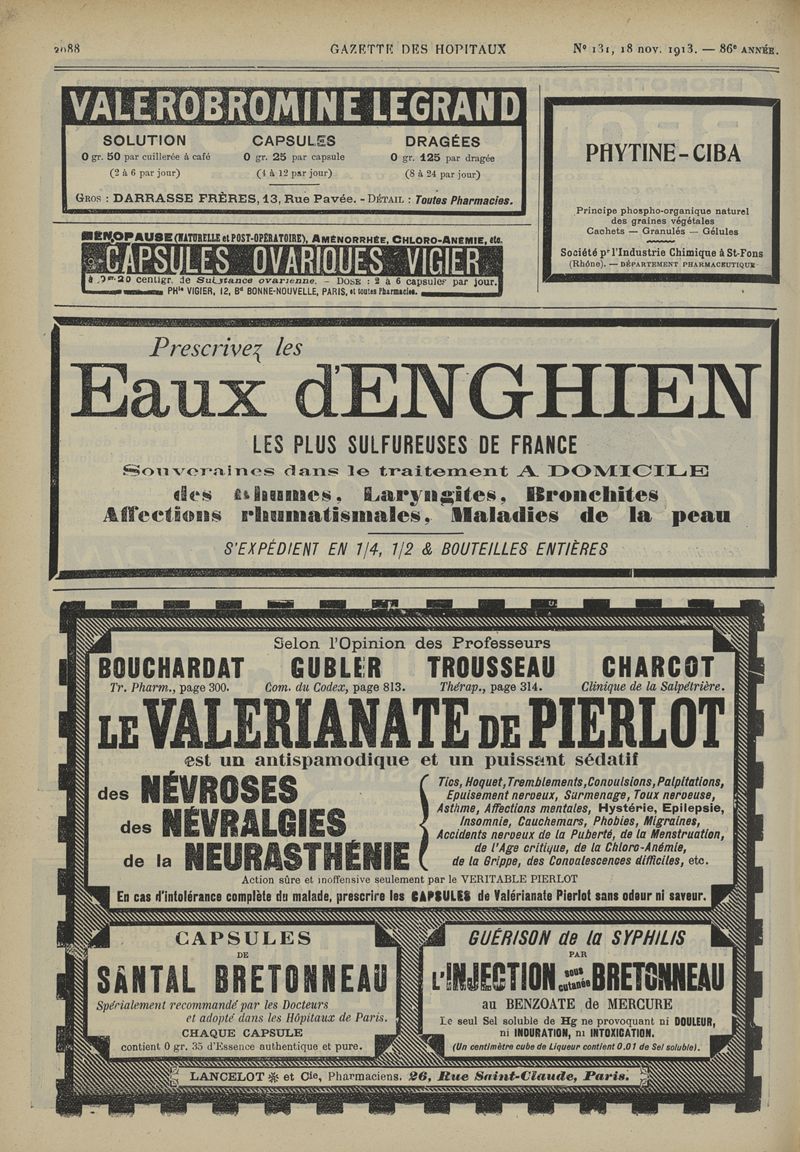 2088
GAZETTE DES HOPITAUX
No 131, 18 nov. 1913. — 86e ANNÉE.
VALEROBROMINE LEGRAND
SOLUTION
0 gr. 50 par cuillerée à café
(2 à 6 par jour)
CAPSULES
0 gr. 25 par capsule
(4 à 12 par jour)
DRAGÉES
0 gr. 125 par dragée
(8 à 24 par jour)
GROS : DARRASSE FRÈRES, 13, Rue Pavée. - DÉTAIL : Toutes Pharmacies.
MÉNOPAUSE (NATURELLE et POST-OPÉRATOIRE), AMÉNORRHÉE, CHLORO-ANÉMIE, etc.
CAPSULES OVARIQUES VIGIER
à 20 centigr. de Substance ovarienne. - DOSE : 2 à 6 capsules par jour.
PHie VIGIER, 12, Bd BONNE-NOUVELLE, PARIS, et toutes Pharmacies.
PHYTINE-CIBA
Principe phospho-organique naturel
des graines végétales
Cachets — Granulés — Gélules
Société pr l'Industrie Chimique à St-Fons
(Rhône). — DÉPARTEMENT PHARMACEUTIQUE
Prescrivez les
Eaux d'ENGHIEN
LES PLUS SULFUREUSES DE FRANCE
Souveraines dans le traitement A DOMICILE
des Rhumes, Laryngites, Bronchites
Affections rhumatismales, Maladies de la peau
S'EXPÉDIENT EN 1/4, 1/2 & BOUTEILLES ENTIÈRES
Selon l'Opinion des Professeurs
BOUCHARDAT GUBLER TROUSSEAU CHARCOT
Tr. Pharm., page 300. Com. du Codex, page 813. Thérap., page 314. Clinique de la Salpétrière.
LE VALERIANATE DE PIERLOT
est un antispamodique et un puissant sédatif
des NÉVROSES
des NÉVRALGIES
de la NEURASTHÉNIE
Tics, Hoquet, Tremblements, Convulsions, Palpitations,
Epuisement nerveux, Surmenage, Toux nerveuse,
Asthme, Affections mentales, Hystérie, Epilepsie,
Insomnie, Cauchemars, Phobies, Migraines,
Accidents nerveux de la Puberté, de la Menstruation,
de l'Age critique, de la Chloro-Anémie,
de la Grippe, des Convalescences difficiles, etc.
Action sûre et inoffensive seulement par le VERITABLE PIERLOT
En cas d'intolérance complète du malade, prescrire les CAPSULES de Valérianate Pierlot sans odeur ni saveur.
CAPSULES
DE
SANTAL BRETONNEAU
Spécialement recommandé par les Docteurs
et adopté dans les Hôpitaux de Paris.
CHAQUE CAPSULE
contient 0 gr. 35 d'Essence authentique et pure.
GUÉRISON de la SYPHILIS
PAR
L'INJECTION sous cutanée BRETONNEAU
au BENZOATE de MERCURE
Le seul Sel soluble de Hg ne provoquant ni DOULEUR,
ni INDURATION, ni INTOXICATION.
(Un centimètre cube de Liqueur contient 0.01 de Sel soluble).
LANCELOT ❋ et Cie, Pharmaciens. 26, Rue Saint-Claude, Paris.